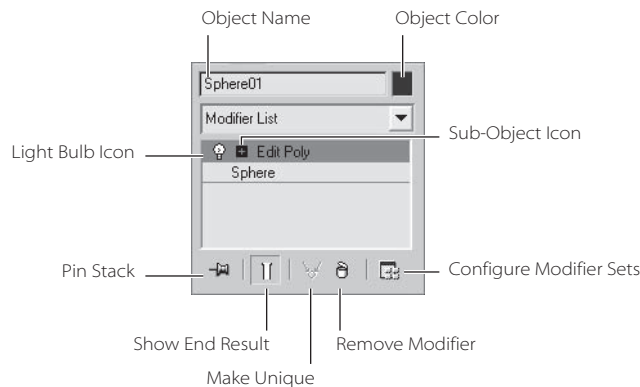 Object Name
Object Color
Sphere01
Modifier List
Sub-Object Icon
Light Bulb Icon
Edit Poly
Sphere
Pin Stack
Configure Modifier Sets
Show End Result
Remove Modifier
Make Unique